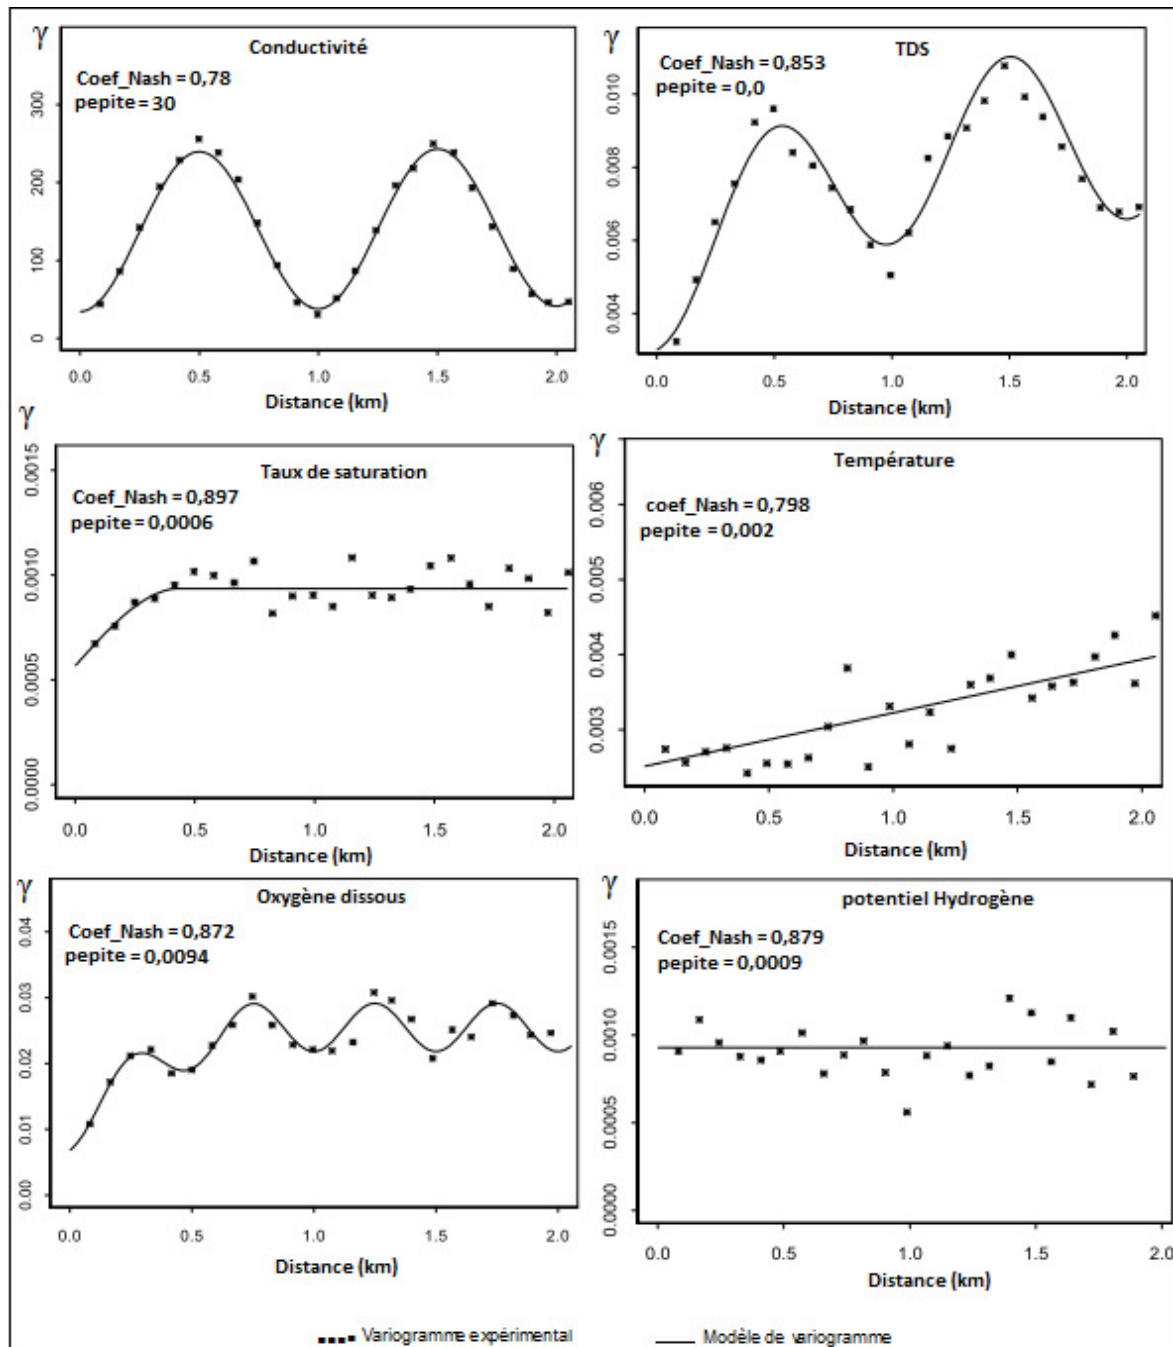 γ
Conductivité
Coef_Nash = 0,78
pepite = 30
300
200
100
0
0.0 0.5 1.0 1.5 2.0
Distance (km)
γ
TDS
Coef_Nash = 0,853
pepite = 0,0
0.010
0.008
0.006
0.004
0.0 0.5 1.0 1.5 2.0
Distance (km)
γ
Taux de saturation
Coef_Nash = 0,897
pepite = 0,0006
0.0015
0.0010
0.0005
0.0000
0.0 0.5 1.0 1.5 2.0
Distance (km)
γ
Température
coef_Nash = 0,798
pepite = 0,002
0.006
0.005
0.004
0.003
0.0 0.5 1.0 1.5 2.0
Distance (km)
γ
Oxygène dissous
Coef_Nash = 0,872
pepite = 0,0094
0.04
0.03
0.02
0.01
0.00
0.0 0.5 1.0 1.5 2.0
Distance (km)
γ
potentiel Hydrogène
Coef_Nash = 0,879
pepite = 0,0009
0.0015
0.0010
0.0005
0.0000
0.0 0.5 1.0 1.5 2.0
Distance (km)
Variogramme expérimental
Modèle de variogramme